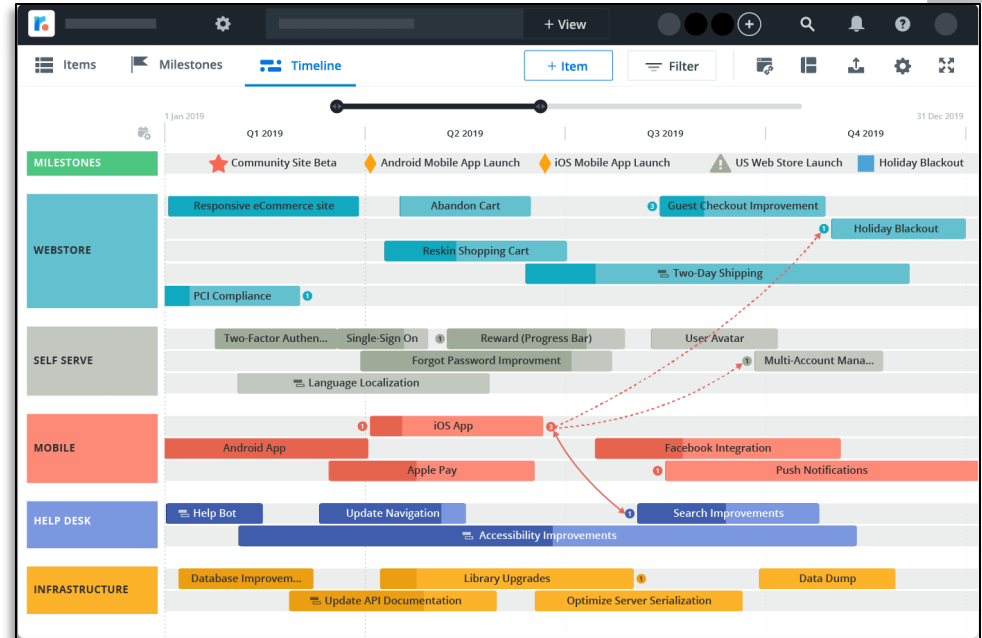 r.
+ View
Items
Milestones
Timeline
+ Item
Filter
1 Jan 2019
31 Dec 2019
Q1 2019
Q2 2019
Q3 2019
Q4 2019
MILESTONES
Community Site Beta
Android Mobile App Launch
iOS Mobile App Launch
US Web Store Launch
Holiday Blackout
WEBSTORE
Responsive eCommerce site
Abandon Cart
3
Guest Checkout Improvement
1
Holiday Blackout
Reskin Shopping Cart
Two-Day Shipping
PCI Compliance
1
SELF SERVE
Two-Factor Authen...
Single-Sign On
1
Reward (Progress Bar)
User Avatar
Forgot Password Improvment
1
Multi-Account Mana...
Language Localization
MOBILE
1
iOS App
3
Android App
Facebook Integration
Apple Pay
1
Push Notifications
HELP DESK
Help Bot
Update Navigation
1
Search Improvements
Accessibility Improvements
INFRASTRUCTURE
Database Improvem...
Library Upgrades
1
Data Dump
Update API Documentation
Optimize Server Serialization